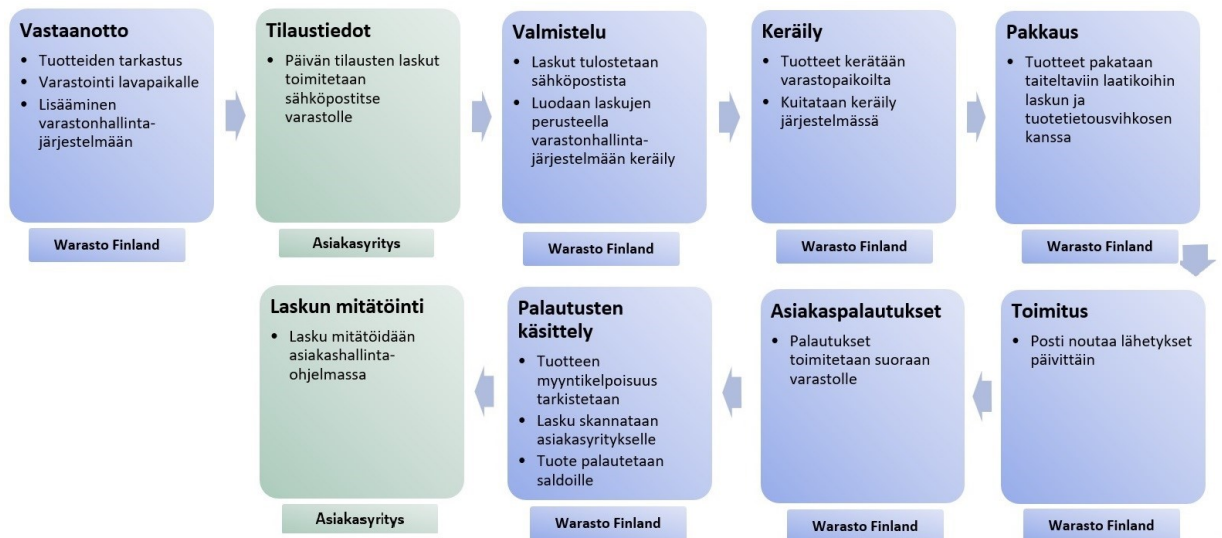 Vastaanotto
• Tuotteiden tarkastus
• Varastointi lavapaikalle
• Lisääminen
varastonhallinta-
järjestelmään
Warasto Finland
Tilaustiedot
• Päivän tilausten laskut
toimitetaan
sähköpostitse
varastolle
Asiakasyritys
Valmistelu
• Laskut tulostetaan
sähköpostista
• Luodaan laskujen
perusteella
varastonhallinta-
järjestelmään keräily
Warasto Finland
Keräily
• Tuotteet kerätään
varastopaikoilta
• Kuitataan keräily
järjestelmässä
Warasto Finland
Pakkaus
• Tuotteet pakataan
taiteltaviin laatikoihin
laskun ja
tuotetietousvihkosen
kanssa
Warasto Finland
Toimitus
• Posti noutaa lähetykset
päivittäin
Warasto Finland
Asiakaspalautukset
• Palautukset
toimitetaan suoraan
varastolle
Warasto Finland
Palautusten
käsittely
• Tuotteen
myyntikelpoisuus
tarkistetaan
• Lasku skannataan
asiakasyritykselle
• Tuote palautetaan
saldoille
Warasto Finland
Laskun mitätöinti
• Lasku mitätöidään
asiakashallinta-
ohjelmassa
Asiakasyritys